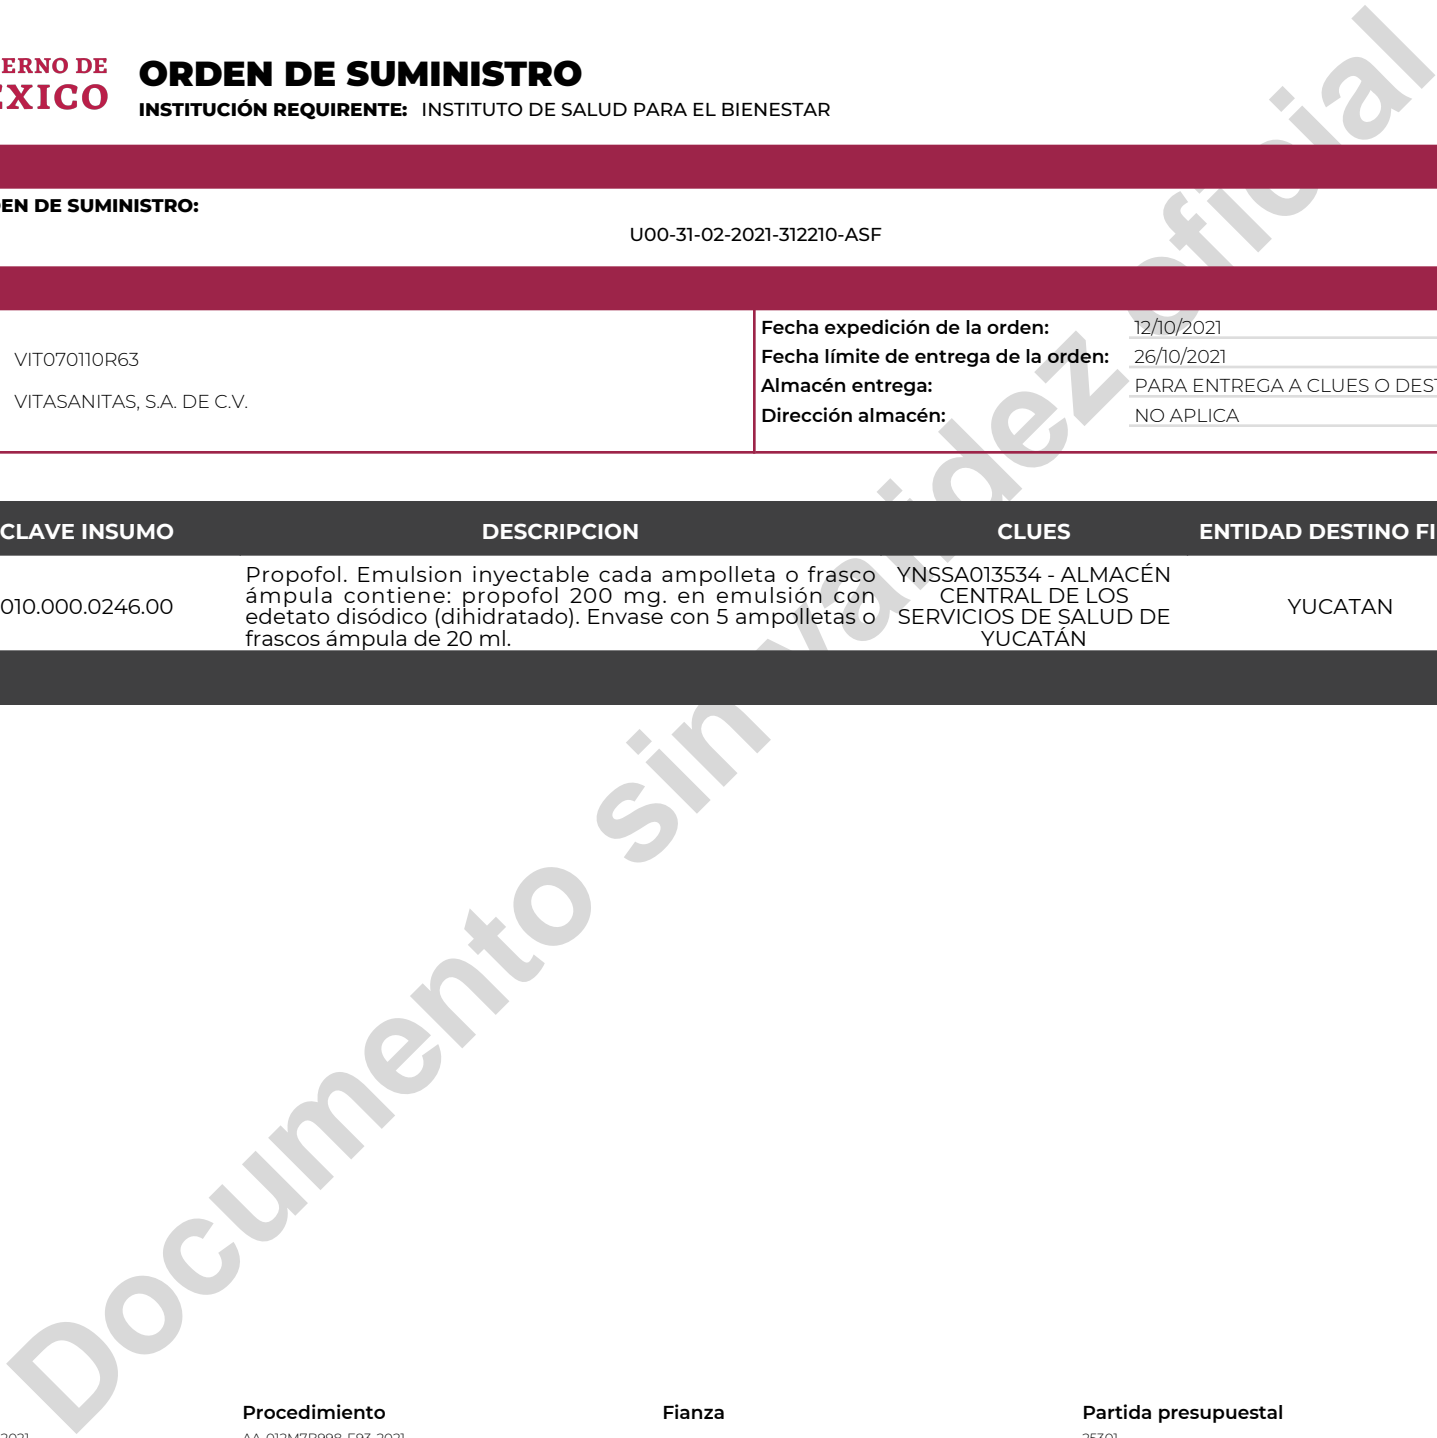 ERNO DE
EXICO
ORDEN DE SUMINISTRO
INSTITUCIÓN REQUIRENTE: INSTITUTO DE SALUD PARA EL BIENESTAR
EN DE SUMINISTRO:
U00-31-02-2021-312210-ASF
VIT070110R63
VITASANITAS, S.A. DE C.V.
Fecha expedición de la orden: 12/10/2021
Fecha límite de entrega de la orden: 26/10/2021
Almacén entrega: PARA ENTREGA A CLUES O DEST
Dirección almacén: NO APLICA
CLAVE INSUMO DESCRIPCION CLUES ENTIDAD DESTINO FI
010.000.0246.00
Propofol. Emulsion inyectable cada ampolleta o frasco
ámpula contiene: propofol 200 mg. en emulsión con
edetato disódico (dihidratado). Envase con 5 ampolletas o
frascos ámpula de 20 ml.
YNSSA013534 - ALMACÉN
CENTRAL DE LOS
SERVICIOS DE SALUD DE
YUCATÁN
YUCATAN
Documento sin validez oficial
Procedimiento Fianza Partida presupuestal